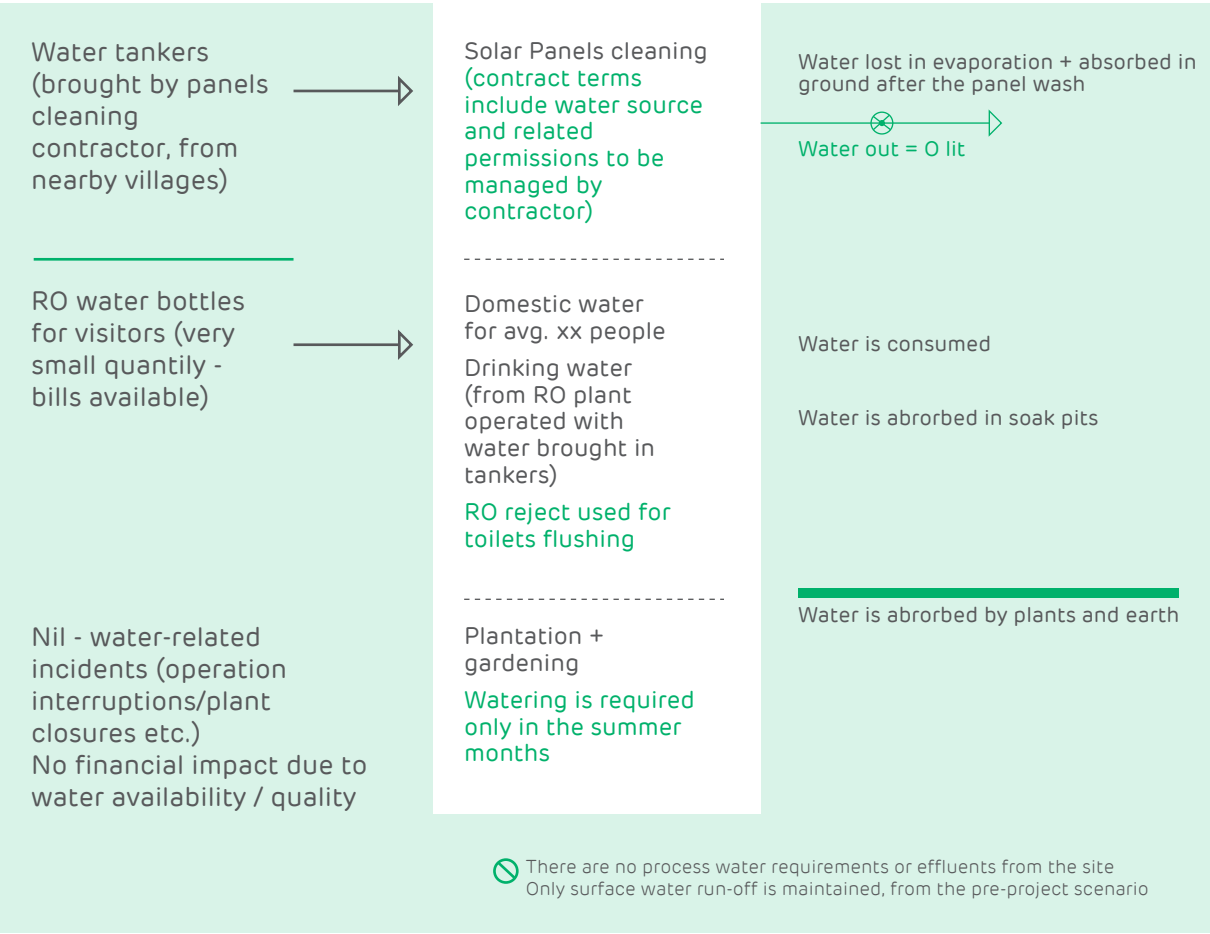 Water tankers
(brought by panels
cleaning
contractor, from
nearby villages)
RO water bottles
for visitors (very
small quantily -
bills available)
Nil - water-related
incidents (operation
interruptions/plant
closures etc.)
No financial impact due to
water availability / quality
Solar Panels cleaning
(contract terms
include water source
and related
permissions to be
managed by
contractor)
Domestic water
for avg. xx people
Drinking water
(from RO plant
operated with
water brought in
tankers)
RO reject used for
toilets flushing
Plantation +
gardening
Watering is required
only in the summer
months
Water lost in evaporation + absorbed in
ground after the panel wash
Water out = O lit
Water is consumed
Water is abrorbed in soak pits
Water is abrorbed by plants and earth
There are no process water requirements or effluents from the site
Only surface water run-off is maintained, from the pre-project scenario